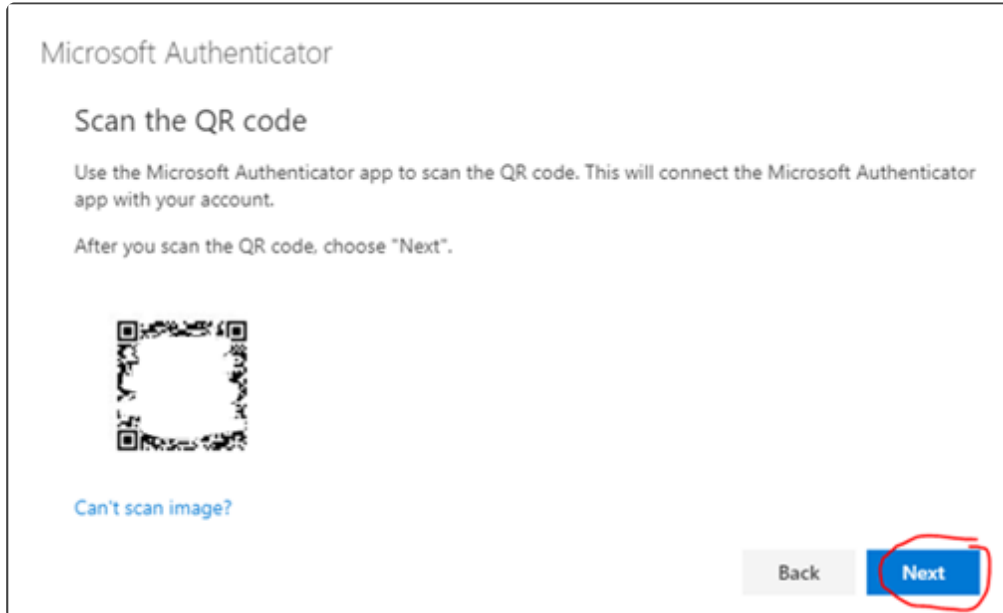 Microsoft Authenticator
Scan the QR code
Use the Microsoft Authenticator app to scan the QR code. This will connect the Microsoft Authenticator
app with your account.
After you scan the QR code, choose "Next".
Can't scan image?
Back Next